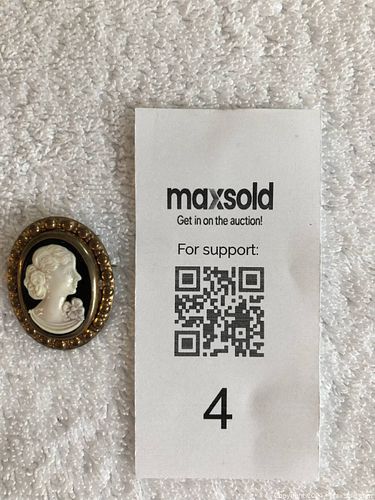 maxsold
Get in on the auction!
For support:
4